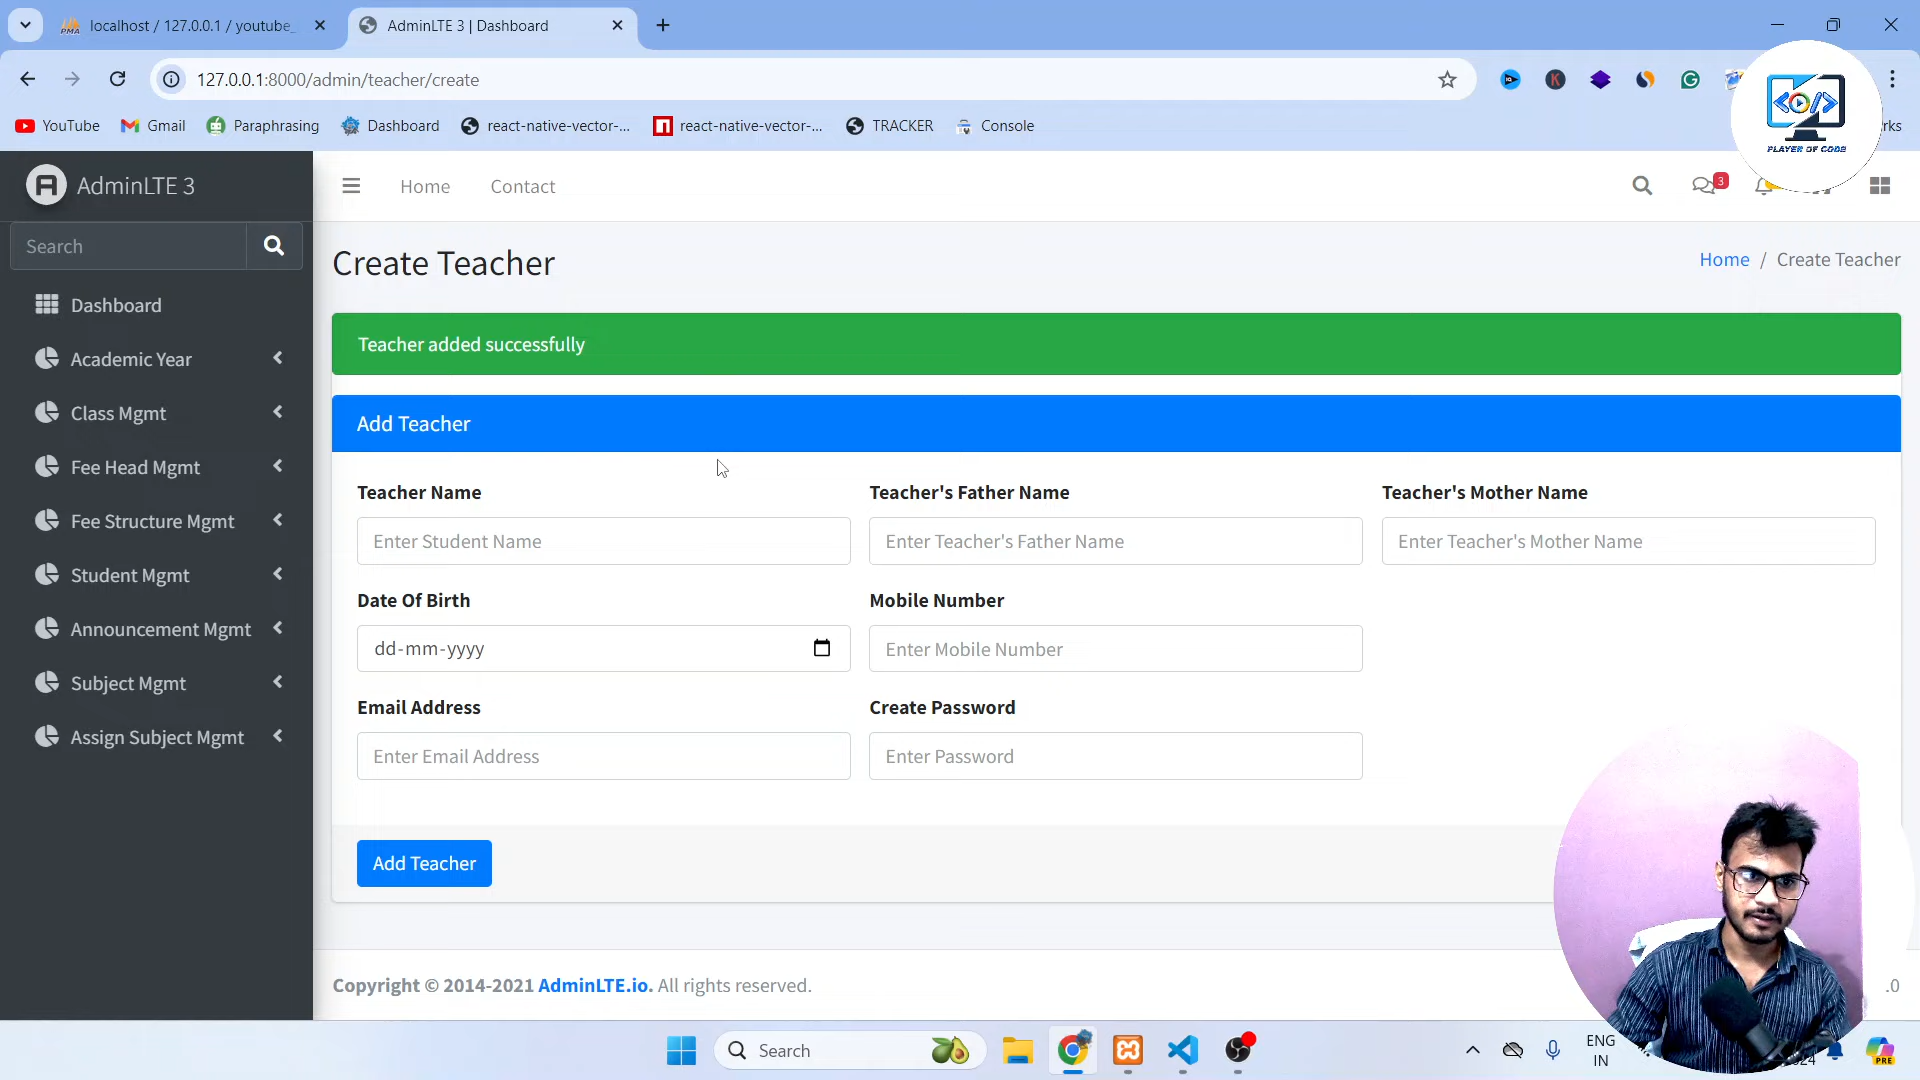 localhost / 127.0.0.1 / youtube_
AdminLTE 3 | Dashboard
127.0.0.1:8000/admin/teacher/create
YouTube
Gmail
Paraphrasing
Dashboard
react-native-vector-...
react-native-vector-...
TRACKER
Console
rks
PLAYER OF CODE
AdminLTE 3
Home
Contact
3
Search
Create Teacher
Home / Create Teacher
Dashboard
Academic Year
Class Mgmt
Fee Head Mgmt
Fee Structure Mgmt
Student Mgmt
Announcement Mgmt
Subject Mgmt
Assign Subject Mgmt
Teacher added successfully
Add Teacher
Teacher Name
Teacher's Father Name
Teacher's Mother Name
Enter Student Name
Enter Teacher's Father Name
Enter Teacher's Mother Name
Date Of Birth
Mobile Number
dd-mm-yyyy
Enter Mobile Number
Email Address
Create Password
Enter Email Address
Enter Password
Add Teacher
Copyright © 2014-2021 AdminLTE.io. All rights reserved.
.0
Search
ENG
IN
PRE